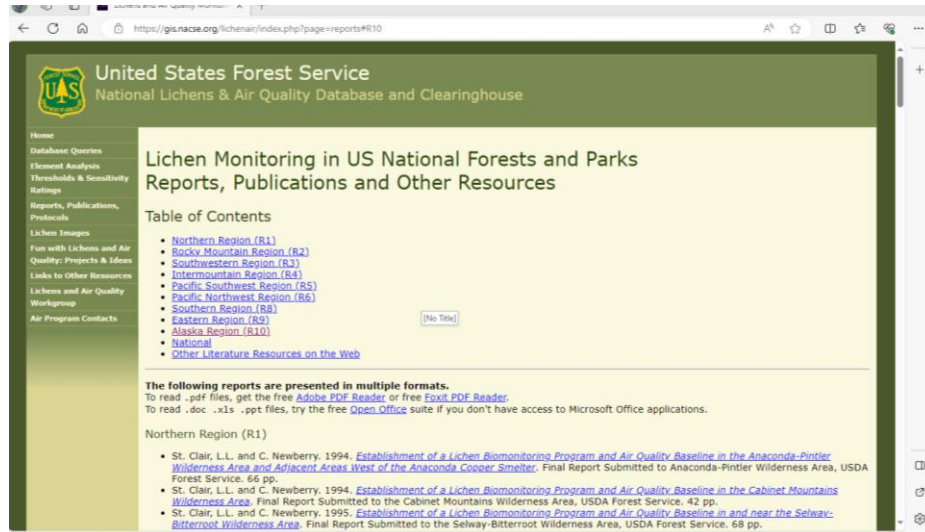 https://gis.nacse.org/lichenair/index.php?page=reports#R10
United States Forest Service
National Lichens & Air Quality Database and Clearinghouse
Home
Database Queries
Element Analysis
Thresholds & Sensitivity
Ratings
Reports, Publications,
Protocols
Lichen Images
Fun with Lichens and Air
Quality: Projects & Ideas
Links to Other Resources
Lichens and Air Quality
Workgroup
Air Program Contacts
Lichen Monitoring in US National Forests and Parks
Reports, Publications and Other Resources
Table of Contents
Northern Region (R1)
Rocky Mountain Region (R2)
Southwestern Region (R3)
Intermountain Region (R4)
Pacific Southwest Region (R5)
Pacific Northwest Region (R6)
Southern Region (R8)
Eastern Region (R9)
[No Title]
Alaska Region (R10)
National
Other Literature Resources on the Web
The following reports are presented in multiple formats.
To read .pdf files, get the free Adobe PDF Reader or free Foxit PDF Reader.
To read .doc .xls .ppt files, try the free Open Office suite if you don't have access to Microsoft Office applications.
Northern Region (R1)
St. Clair, L.L. and C. Newberry. 1994. Establishment of a Lichen Biomonitoring Program and Air Quality Baseline in the Anaconda-Pintler
Wilderness Area and Adjacent Areas West of the Anaconda Copper Smelter. Final Report Submitted to Anaconda-Pintler Wilderness Area, USDA
Forest Service. 66 pp.
St. Clair, L.L. and C. Newberry. 1994. Establishment of a Lichen Biomonitoring Program and Air Quality Baseline in the Cabinet Mountains
Wilderness Area. Final Report Submitted to the Cabinet Mountains Wilderness Area, USDA Forest Service. 42 pp.
St. Clair, L.L. and C. Newberry. 1995. Establishment of a Lichen Biomonitoring Program and Air Quality Baseline in and near the Selway-
Bitterroot Wilderness Area. Final Report Submitted to the Selway-Bitterroot Wilderness Area, USDA Forest Service. 68 pp.